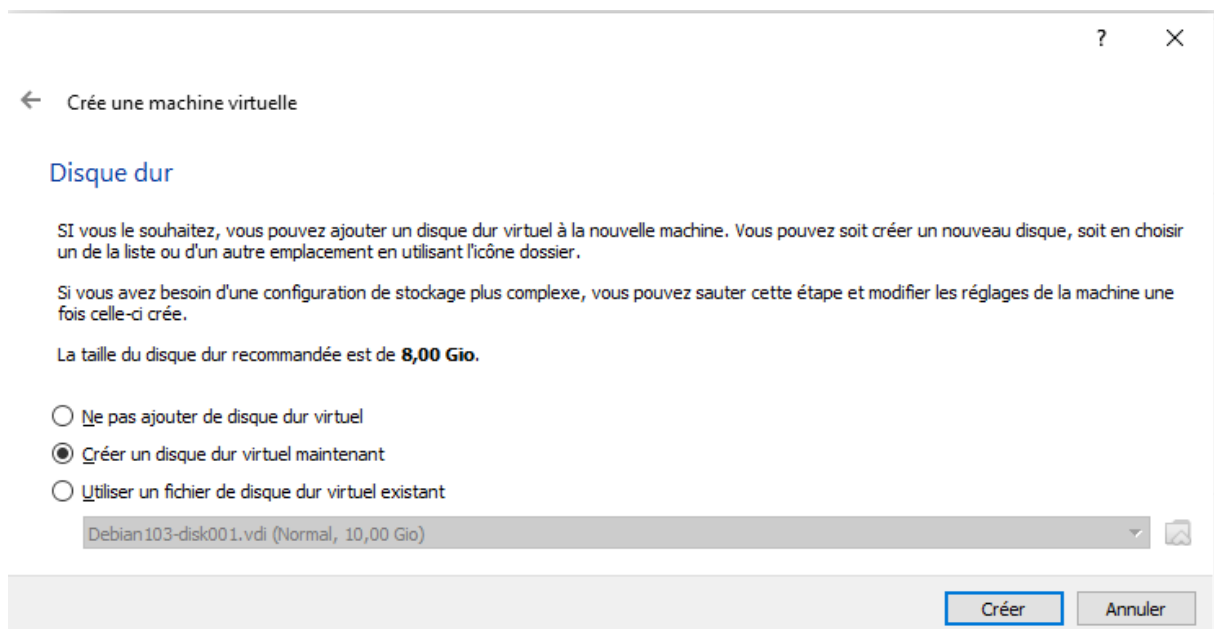 ?
Crée une machine virtuelle
Disque dur
SI vous le souhaitez, vous pouvez ajouter un disque dur virtuel à la nouvelle machine. Vous pouvez soit créer un nouveau disque, soit en choisir
un de la liste ou d'un autre emplacement en utilisant l'icône dossier.
Si vous avez besoin d'une configuration de stockage plus complexe, vous pouvez sauter cette étape et modifier les réglages de la machine une
fois celle-ci crée.
La taille du disque dur recommandée est de 8,00 Gio.
Ne pas ajouter de disque dur virtuel
Créer un disque dur virtuel maintenant
Utiliser un fichier de disque dur virtuel existant
Debian103-disk001.vdi (Normal, 10,00 Gio)
Créer
Annuler